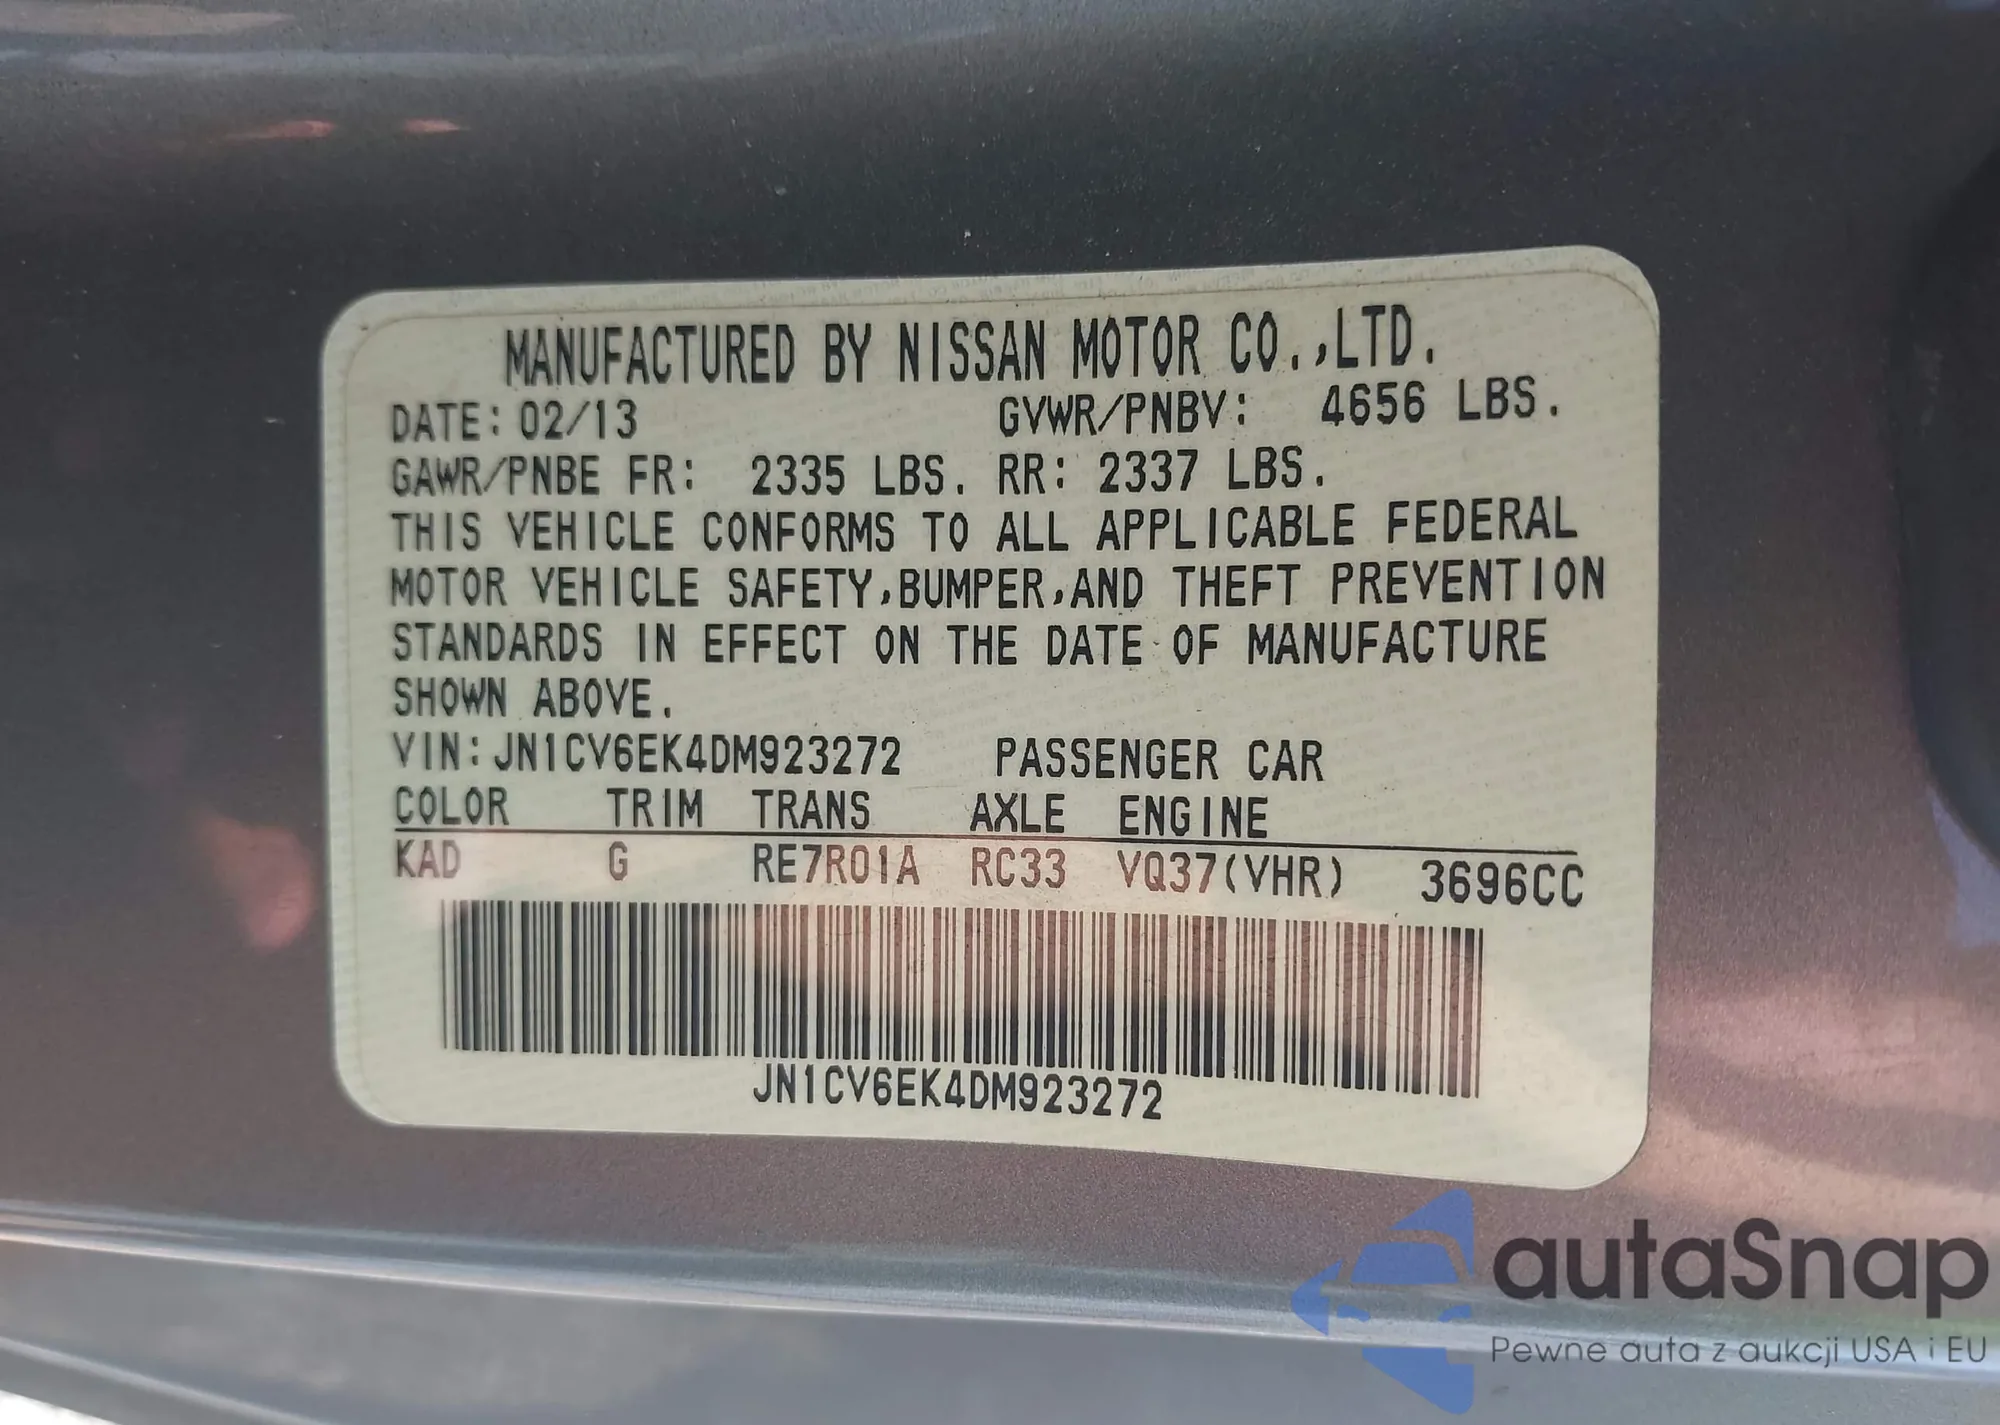 MANUFACTURED BY NISSAN MOTOR CO.,LTD.
DATE: 02/13 GVWR/PNBV: 4656 LBS.
GAWR/PNBE FR: 2335 LBS. RR: 2337 LBS.
THIS VEHICLE CONFORMS TO ALL APPLICABLE FEDERAL
MOTOR VEHICLE SAFETY,BUMPER,AND THEFT PREVENTION
STANDARDS IN EFFECT ON THE DATE OF MANUFACTURE
SHOWN ABOVE.
VIN: JN1CV6EK4DM923272 PASSENGER CAR
COLOR TRIM TRANS AXLE ENGINE
KAD G RE7R01A RC33 VQ37(VHR) 3696CC
JN1CV6EK4DM923272
autaSnap
Pewne auta z aukcji USA i EU